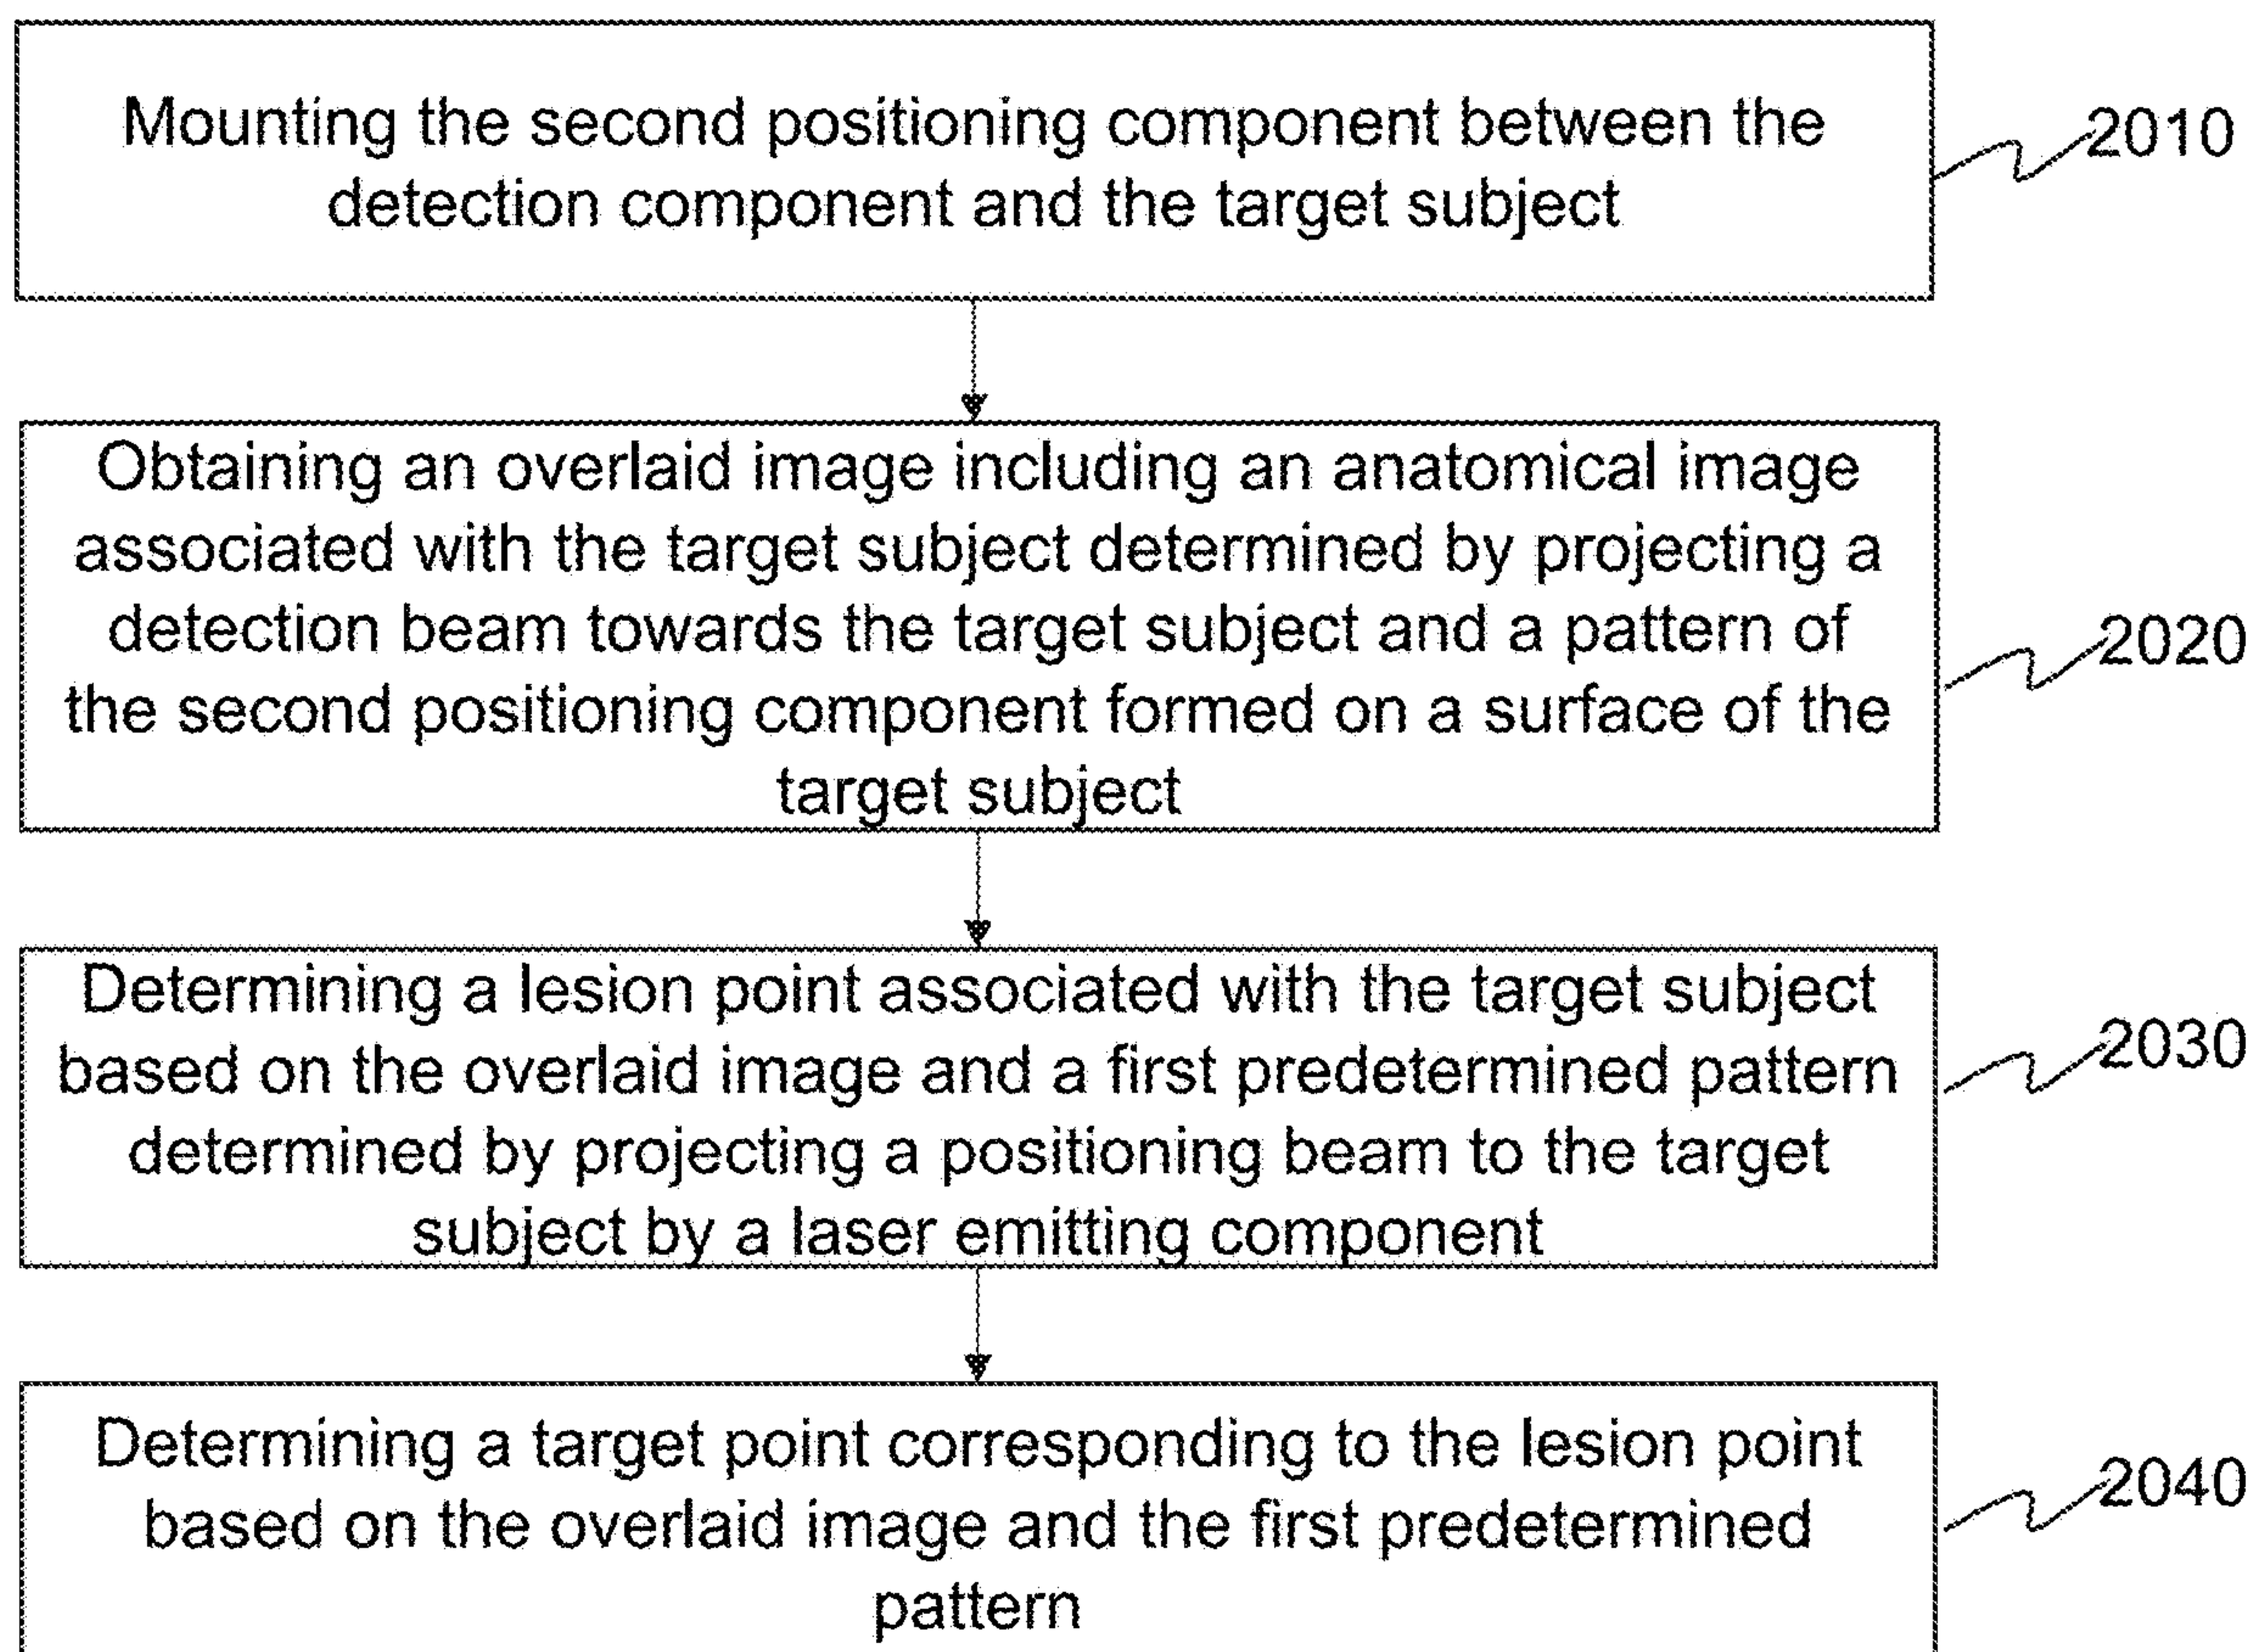 Mounting the second positioning component between the
detection component and the target subject
2010
Obtaining an overlaid image including an anatomical image
associated with the target subject determined by projecting a
detection beam towards the target subject and a pattern of
the second positioning component formed on a surface of the
target subject
2020
Determining a lesion point associated with the target subject
based on the overlaid image and a first predetermined pattern
determined by projecting a positioning beam to the target
subject by a laser emitting component
2030
Determining a target point corresponding to the lesion point
based on the overlaid image and the first predetermined
pattern
2040